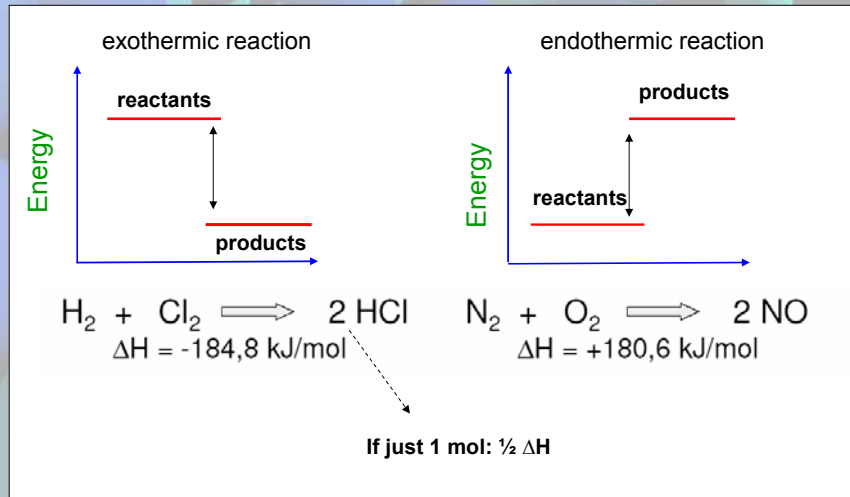 exothermic reaction
reactants
products
Energy
H₂ + Cl₂ ⟹ 2 HCl
ΔH = -184,8 kJ/mol
endothermic reaction
products
reactants
Energy
N₂ + O₂ ⟹ 2 NO
ΔH = +180,6 kJ/mol
If just 1 mol: ½ ΔH